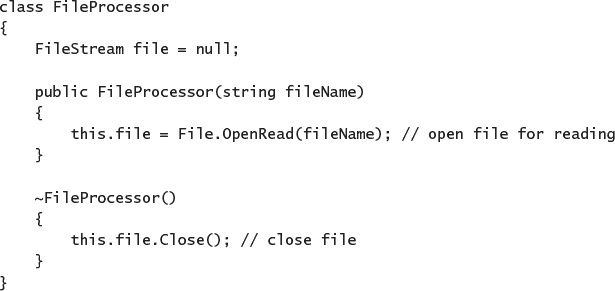 class FileProcessor
{
    FileStream file = null;

    public FileProcessor(string fileName)
    {
        this.file = File.OpenRead(fileName); // open file for reading
    }

    ~FileProcessor()
    {
        this.file.Close(); // close file
    }
}